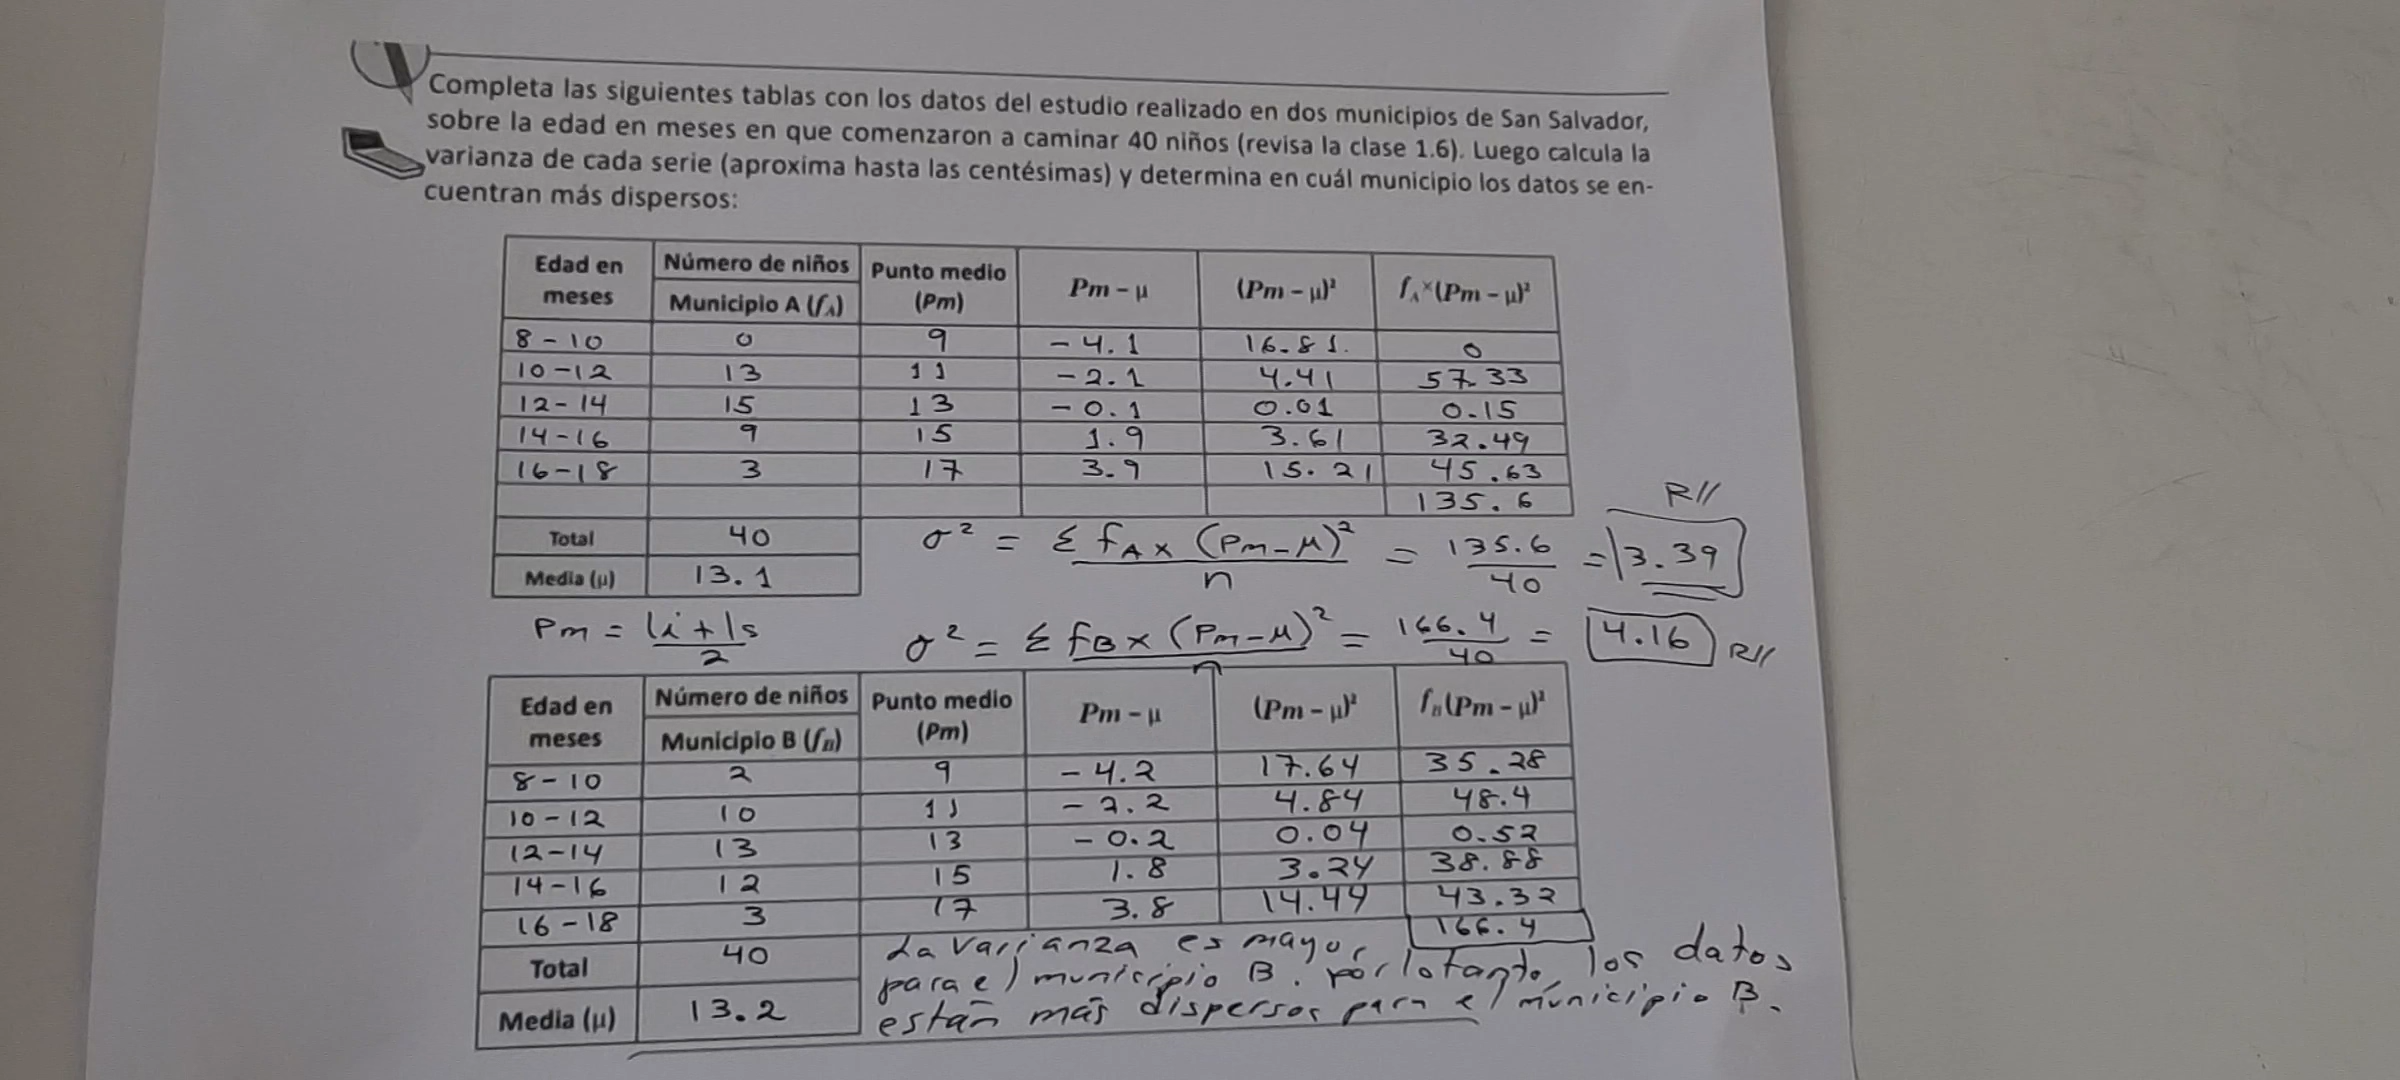 Completa las siguientes tablas con los datos del estudio realizado en dos municipios de San Salvador,
sobre la edad en meses en que comenzaron a caminar 40 niños (revisa la clase 1.6). Luego calcula la
varianza de cada serie (aproxima hasta las centésimas) y determina en cuál municipio los datos se en-
cuentran más dispersos:
Edad en meses | Número de niños Municipio A (f_A) | Punto medio (Pm) | Pm – μ | (Pm – μ)² | f_A×(Pm – μ)²
8 - 10 | 0 | 9 | - 4.1 | 16.81. | 0
10 - 12 | 13 | 11 | - 2.1 | 4.41 | 57.33
12 - 14 | 15 | 13 | - 0.1 | 0.01 | 0.15
14 - 16 | 9 | 15 | 1.9 | 3.61 | 32.49
16 - 18 | 3 | 17 | 3.9 | 15.21 | 45.63
135.6
R//
Total | 40
σ² = Σ f_A x (Pm - M)² / n = 135.6 / 40 = 3.39
Media (μ) | 13.1
Pm = li + ls / 2
σ² = Σ f_B x (Pm - M)² / n = 166.4 / 40 = 4.16 R//
Edad en meses | Número de niños Municipio B (f_B) | Punto medio (Pm) | Pm – μ | (Pm – μ)² | f_B(Pm – μ)²
8 - 10 | 2 | 9 | - 4.2 | 17.64 | 35.28
10 - 12 | 10 | 11 | - 2.2 | 4.84 | 48.4
12 - 14 | 13 | 13 | - 0.2 | 0.04 | 0.52
14 - 16 | 12 | 15 | 1.8 | 3.24 | 38.88
16 - 18 | 3 | 17 | 3.8 | 14.44 | 43.32
166.4
Total | 40
Media (μ) | 13.2
La varianza es mayor
para el municipio B. por lo tanto, los datos
están más dispersos para el municipio B.